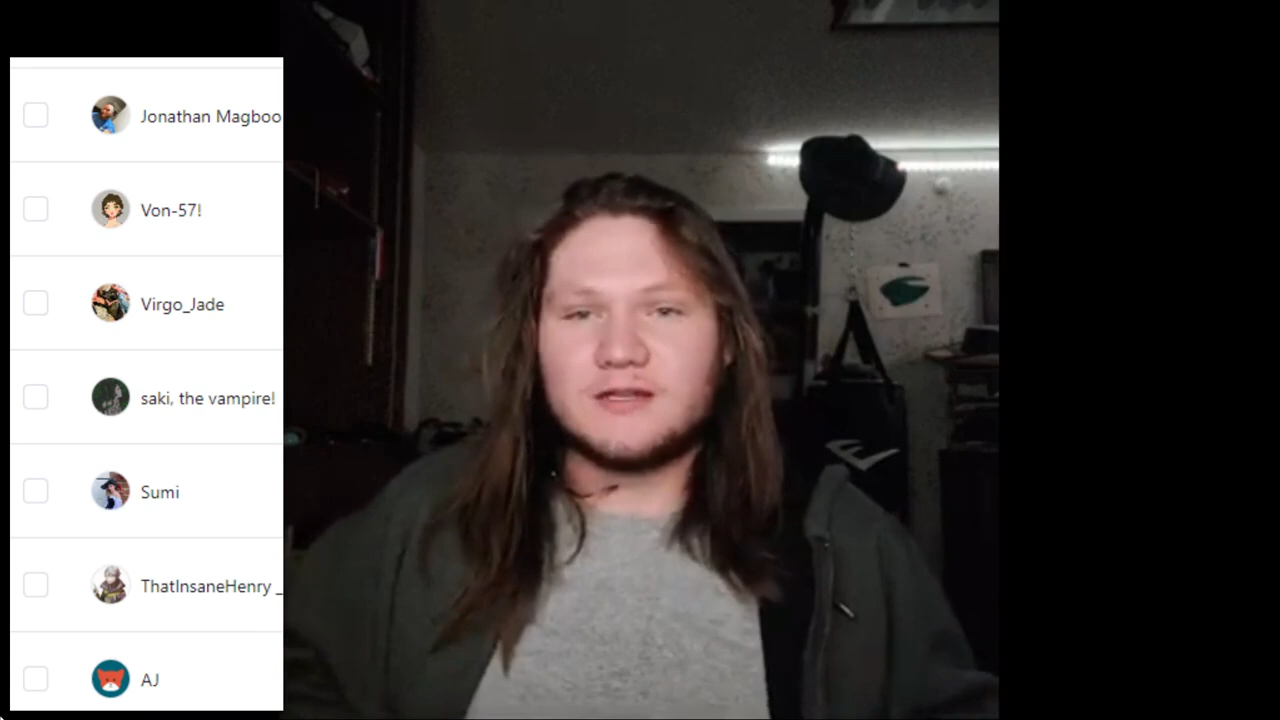 Jonathan Magboo
Von-57!
Virgo_Jade
saki, the vampire!
Sumi
ThatInsaneHenry _
AJ